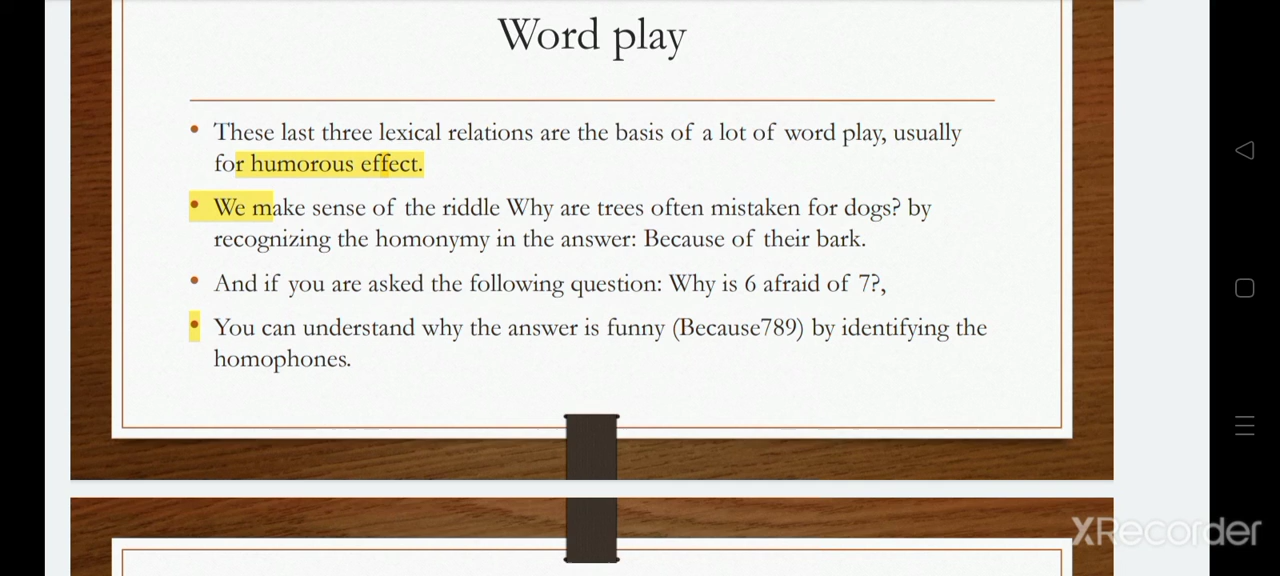 Word play
• These last three lexical relations are the basis of a lot of word play, usually
for humorous effect.
• We make sense of the riddle Why are trees often mistaken for dogs? by
recognizing the homonymy in the answer: Because of their bark.
• And if you are asked the following question: Why is 6 afraid of 7?,
• You can understand why the answer is funny (Because789) by identifying the
homophones.
XRecorder